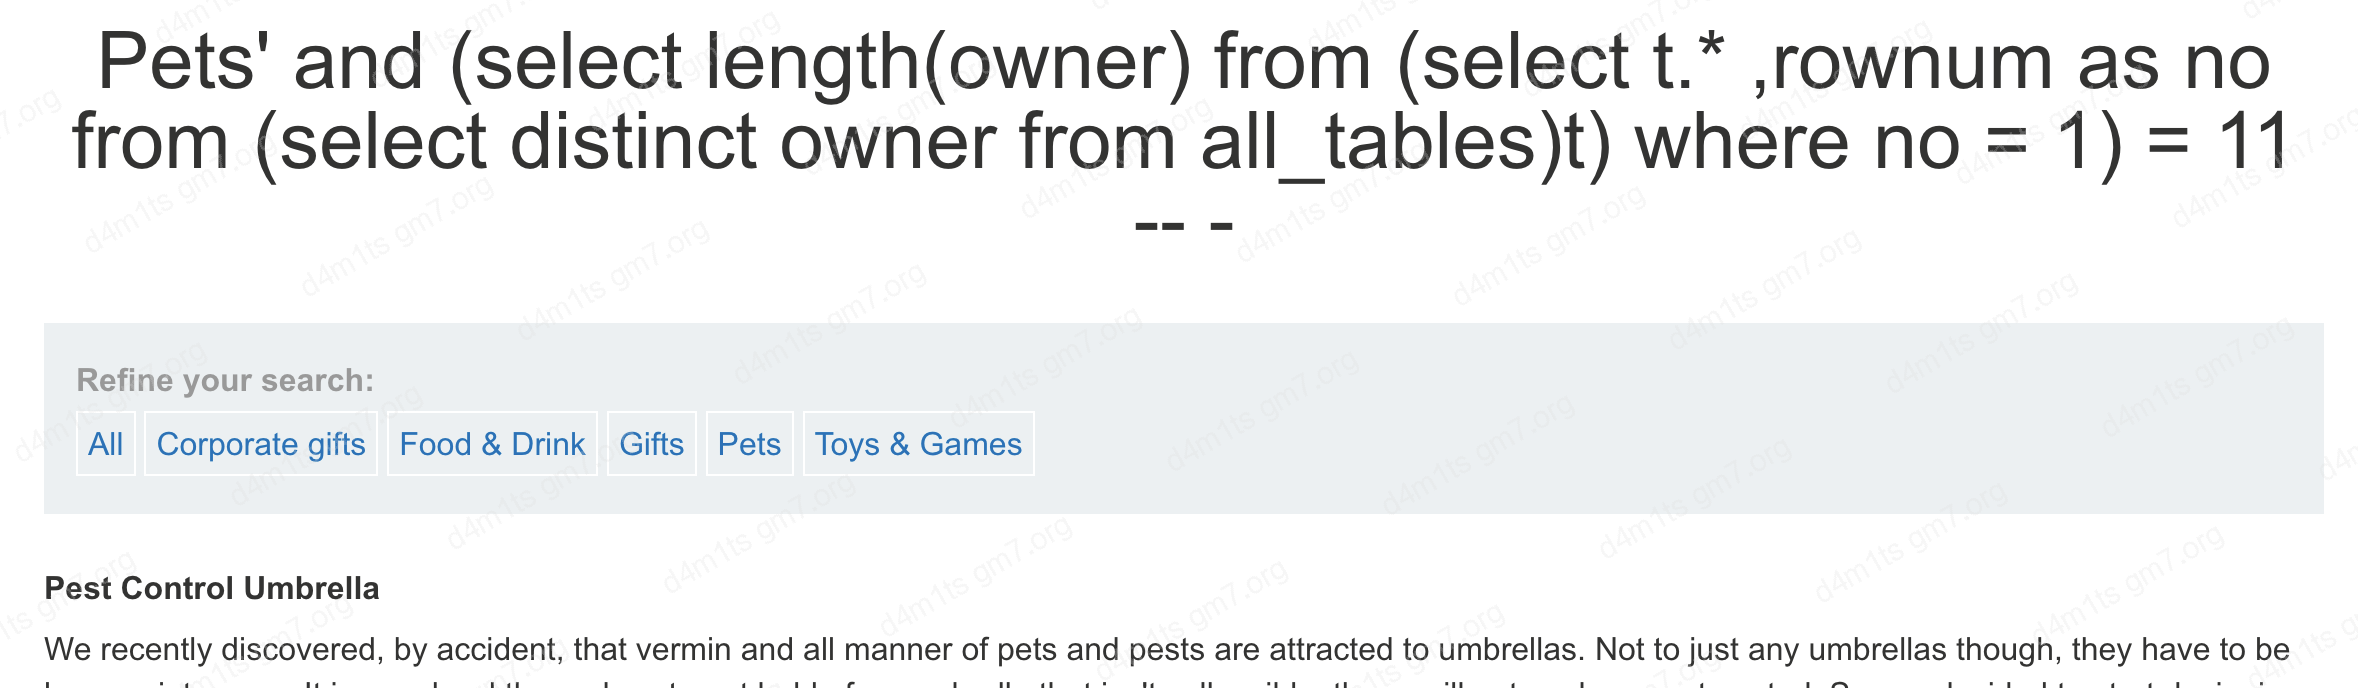 Pets' and (select length(owner) from (select t.* ,rownum as no
from (select distinct owner from all_tables)t) where no = 1) = 11
-- -
Refine your search:
All Corporate gifts Food & Drink Gifts Pets Toys & Games
Pest Control Umbrella
We recently discovered, by accident, that vermin and all manner of pets and pests are attracted to umbrellas. Not to just any umbrellas though, they have to be
d4m1ts gm7.org